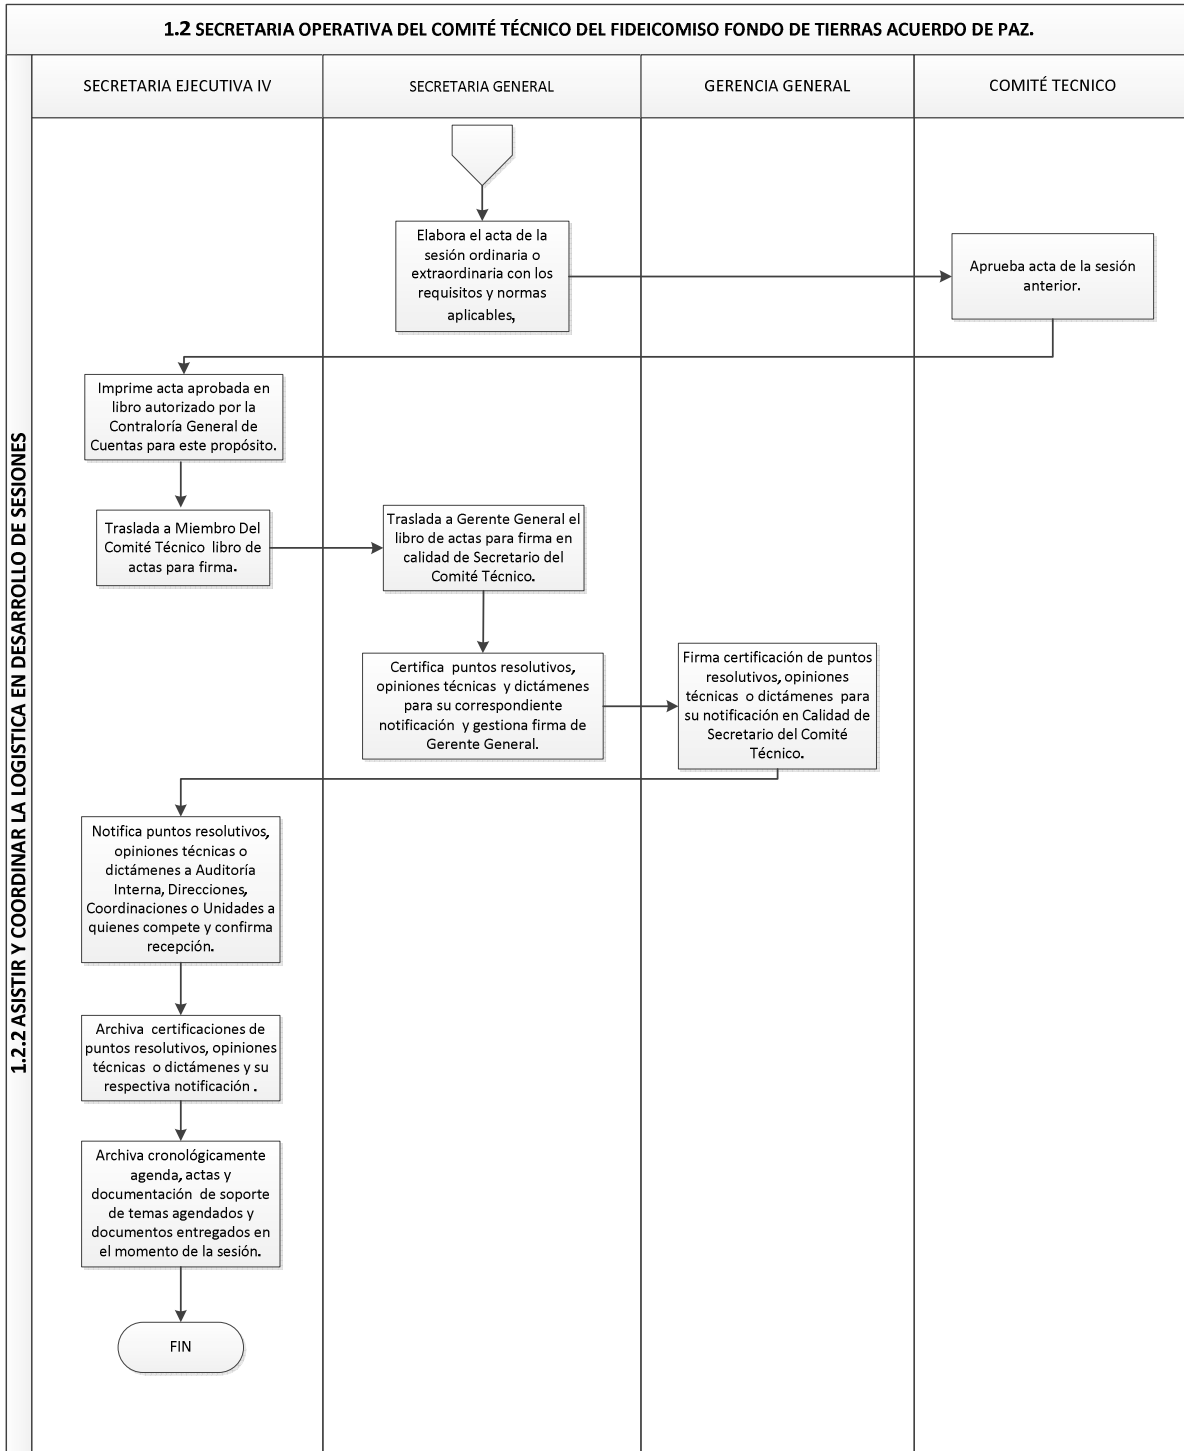 1.2 SECRETARIA OPERATIVA DEL COMITÉ TÉCNICO DEL FIDEICOMISO FONDO DE TIERRAS ACUERDO DE PAZ.
1.2.2 ASISTIR Y COORDINAR LA LOGISTICA EN DESARROLLO DE SESIONES
SECRETARIA EJECUTIVA IV
SECRETARIA GENERAL
GERENCIA GENERAL
COMITÉ TECNICO
Elabora el acta de la
sesión ordinaria o
extraordinaria con los
requisitos y normas
aplicables,
Aprueba acta de la sesión
anterior.
Imprime acta aprobada en
libro autorizado por la
Contraloría General de
Cuentas para este propósito.
Traslada a Miembro Del
Comité Técnico libro de
actas para firma.
Traslada a Gerente General el
libro de actas para firma en
calidad de Secretario del
Comité Técnico.
Certifica puntos resolutivos,
opiniones técnicas y dictámenes
para su correspondiente
notificación y gestiona firma de
Gerente General.
Firma certificación de puntos
resolutivos, opiniones
técnicas o dictámenes para
su notificación en Calidad de
Secretario del Comité
Técnico.
Notifica puntos resolutivos,
opiniones técnicas o
dictámenes a Auditoría
Interna, Direcciones,
Coordinaciones o Unidades a
quienes compete y confirma
recepción.
Archiva certificaciones de
puntos resolutivos, opiniones
técnicas o dictámenes y su
respectiva notificación .
Archiva cronológicamente
agenda, actas y
documentación de soporte
de temas agendados y
documentos entregados en
el momento de la sesión.
FIN